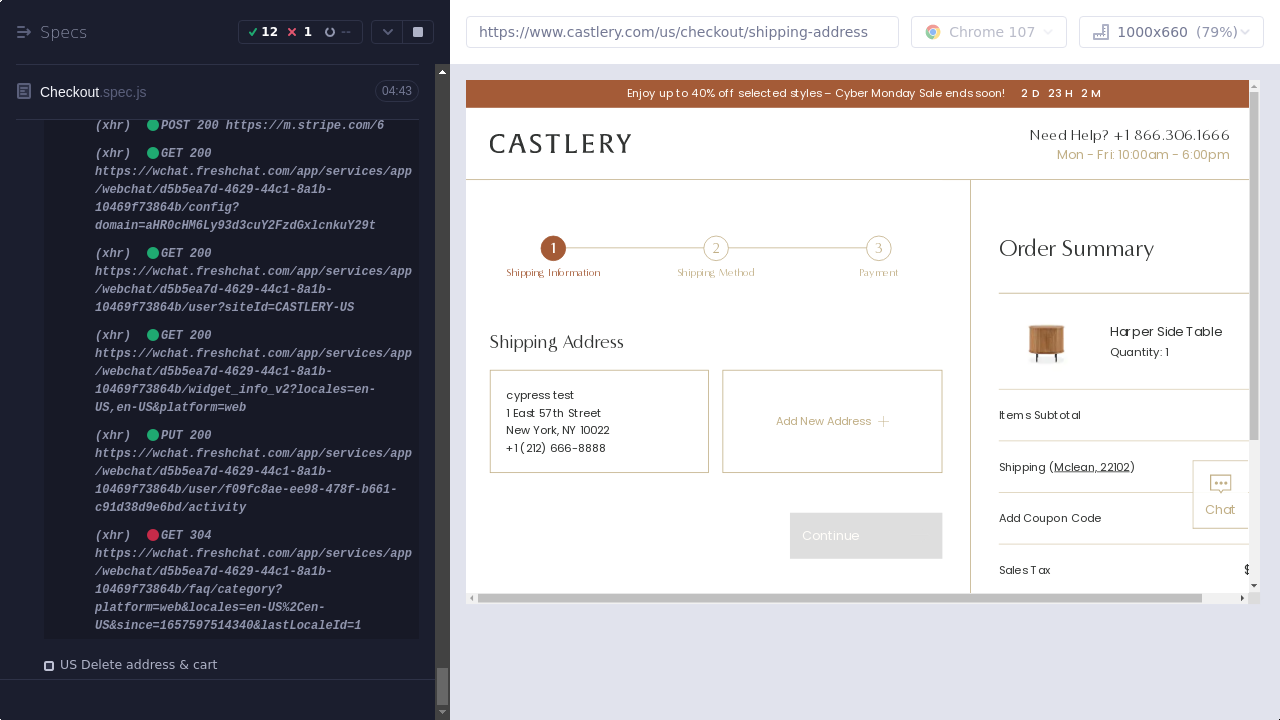 Specs
12 1 --
Checkout.spec.js 04:43
(xhr) POST 200 https://m.stripe.com/6
(xhr) GET 200
https://wchat.freshchat.com/app/services/app
/webchat/d5b5ea7d-4629-44c1-8a1b-
10469f73864b/config?
domain=aHR0cHM6Ly93d3cuY2FzdGxlcnkuY29t
(xhr) GET 200
https://wchat.freshchat.com/app/services/app
/webchat/d5b5ea7d-4629-44c1-8a1b-
10469f73864b/user?siteId=CASTLERY-US
(xhr) GET 200
https://wchat.freshchat.com/app/services/app
/webchat/d5b5ea7d-4629-44c1-8a1b-
10469f73864b/widget_info_v2?locales=en-
US,en-US&platform=web
(xhr) PUT 200
https://wchat.freshchat.com/app/services/app
/webchat/d5b5ea7d-4629-44c1-8a1b-
10469f73864b/user/f09fc8ae-ee98-478f-b661-
c91d38d9e6bd/activity
(xhr) GET 304
https://wchat.freshchat.com/app/services/app
/webchat/d5b5ea7d-4629-44c1-8a1b-
10469f73864b/faq/category?
platform=web&locales=en-US%2Cen-
US&since=1657597514340&lastLocaleId=1
US Delete address & cart
https://www.castlery.com/us/checkout/shipping-address
Chrome 107
1000x660 (79%)
Enjoy up to 40% off selected styles – Cyber Monday Sale ends soon! 2 D 23 H 2 M
CASTLERY
Need Help? +1 866.306.1666
Mon - Fri: 10:00am - 6:00pm
1 2 3
Shipping Information Shipping Method Payment
Shipping Address
cypress test
1 East 57th Street
New York, NY 10022
+1 (212) 666-8888
Add New Address
Continue
Order Summary
Harper Side Table
Quantity: 1
Items Subtotal
Shipping (Mclean, 22102)
Add Coupon Code
Sales Tax $
Chat